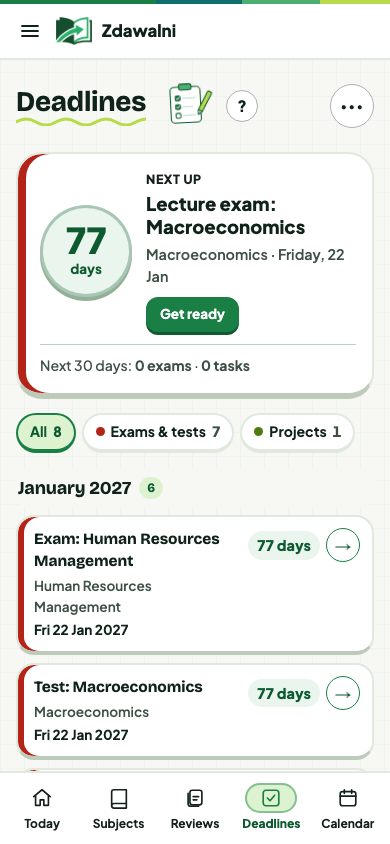 Zdawalni
Deadlines
?
NEXT UP
Lecture exam:
Macroeconomics
77
days
Macroeconomics · Friday, 22
Jan
Get ready
Next 30 days: 0 exams · 0 tasks
All 8
Exams & tests 7
Projects 1
January 2027 6
Exam: Human Resources
Management
77 days
→
Human Resources
Management
Fri 22 Jan 2027
Test: Macroeconomics
77 days
→
Macroeconomics
Fri 22 Jan 2027
Today
Subjects
Reviews
Deadlines
Calendar